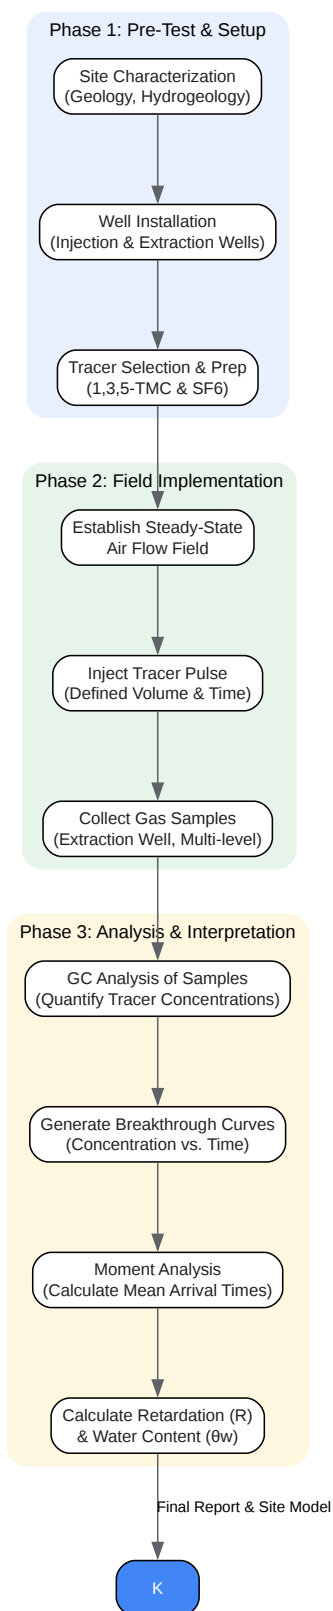 Phase 1: Pre-Test & Setup
Site Characterization
(Geology, Hydrogeology)
Well Installation
(Injection & Extraction Wells)
Tracer Selection & Prep
(1,3,5-TMC & SF6)
Phase 2: Field Implementation
Establish Steady-State
Air Flow Field
Inject Tracer Pulse
(Defined Volume & Time)
Collect Gas Samples
(Extraction Well, Multi-level)
Phase 3: Analysis & Interpretation
GC Analysis of Samples
(Quantify Tracer Concentrations)
Generate Breakthrough Curves
(Concentration vs. Time)
Moment Analysis
(Calculate Mean Arrival Times)
Calculate Retardation (R)
& Water Content (θw)
Final Report & Site Model
K